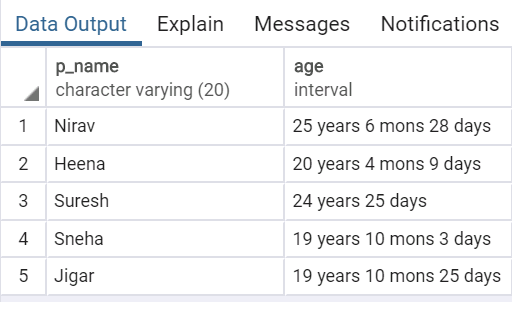 Data Output Explain Messages Notifications
p_name age
character varying (20) interval
1 Nirav 25 years 6 mons 28 days
2 Heena 20 years 4 mons 9 days
3 Suresh 24 years 25 days
4 Sneha 19 years 10 mons 3 days
5 Jigar 19 years 10 mons 25 days